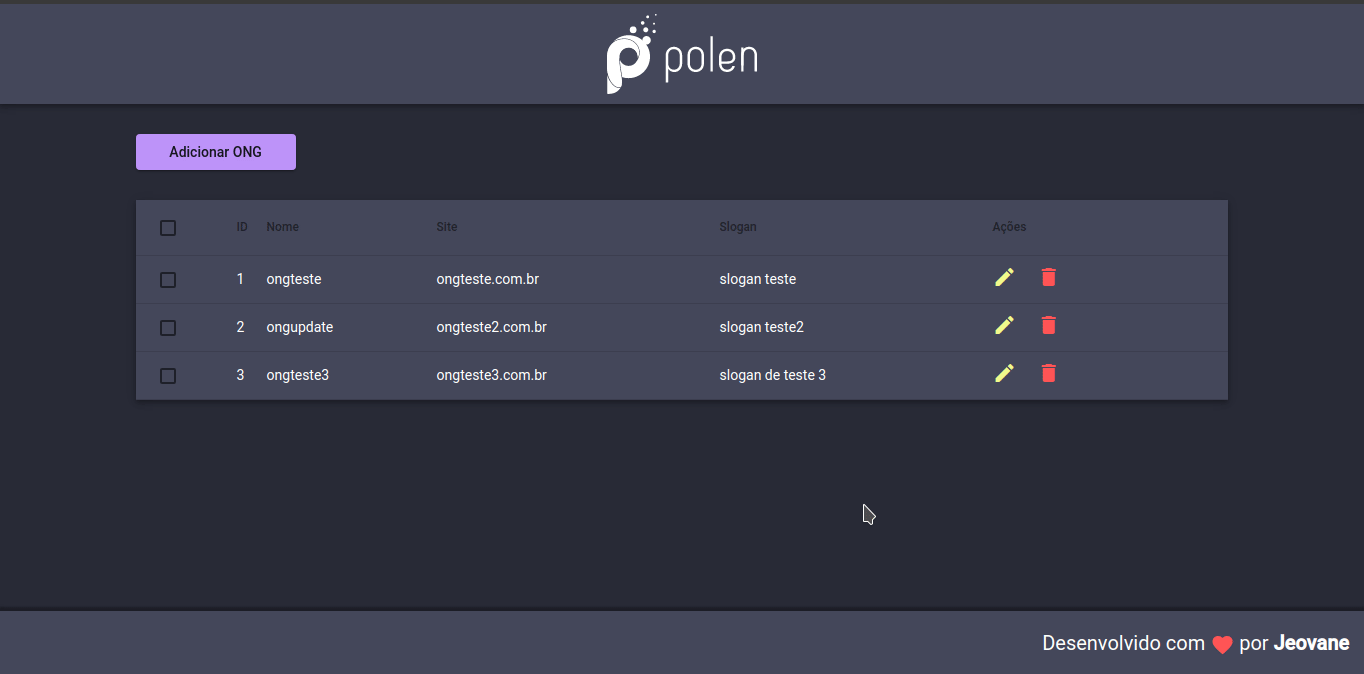 polen
Adicionar ONG
ID Nome Site Slogan Ações
1 ongteste ongteste.com.br slogan teste
2 ongupdate ongteste2.com.br slogan teste2
3 ongteste3 ongteste3.com.br slogan de teste 3
Desenvolvido com ❤ por Jeovane